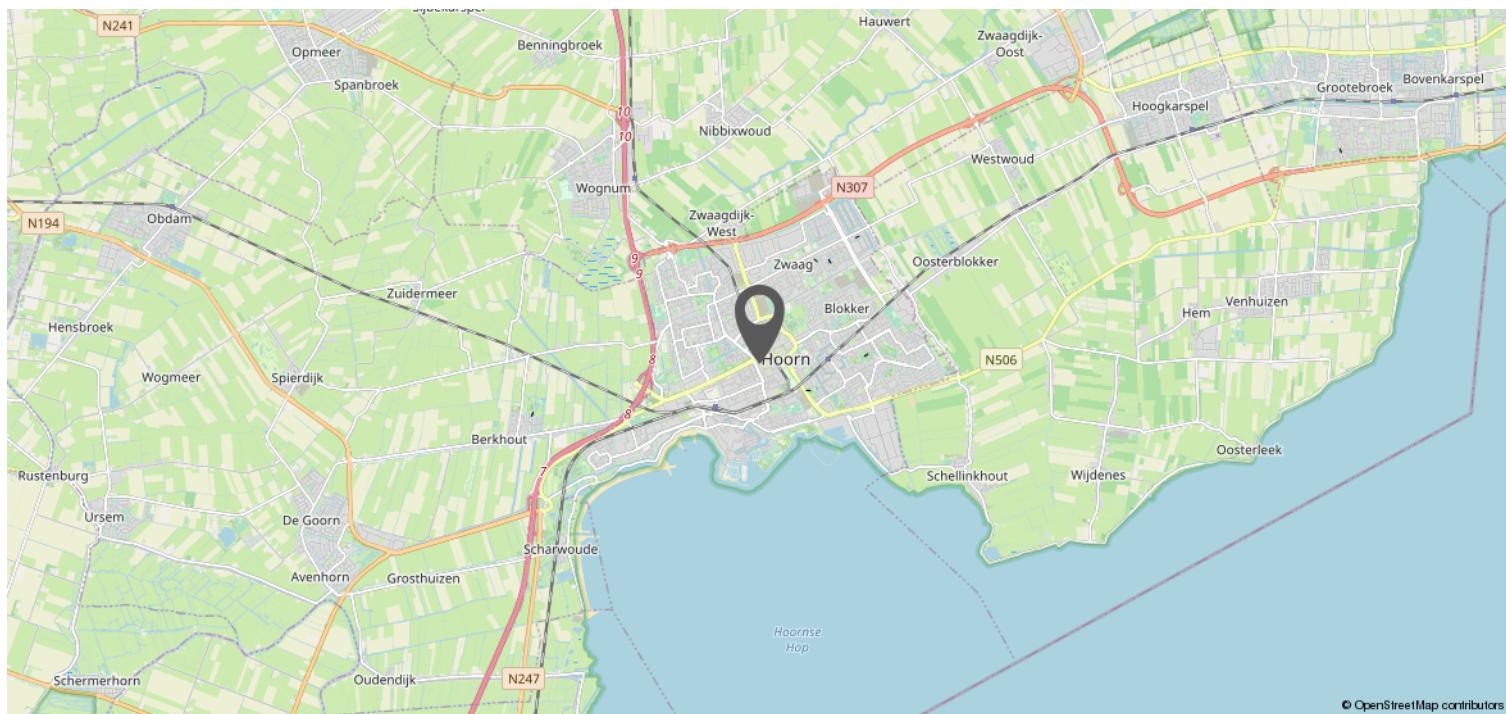 Sijbekarspel
N241
Opmeer
Benningbroek
Hauwert
Zwaagdijk-
Oost
Spanbroek
Bovenkarspel
Grootebroek
Hoogkarspel
10
10
Nibbixwoud
Westwoud
Wognum
N307
Obdam
N194
Zwaagdijk-
West
9
9
Zwaag
Oosterblokker
Zuidermeer
Blokker
Venhuizen
Hem
Hensbroek
Hoorn
N506
8
Wogmeer
Spierdijk
8
Berkhout
7
Oosterleek
Rustenburg
Schellinkhout
Wijdenes
Ursem
De Goorn
Scharwoude
Avenhorn
Grosthuizen
Hoornse
Hop
Schermerhorn
Oudendijk
N247
© OpenStreetMap contributors